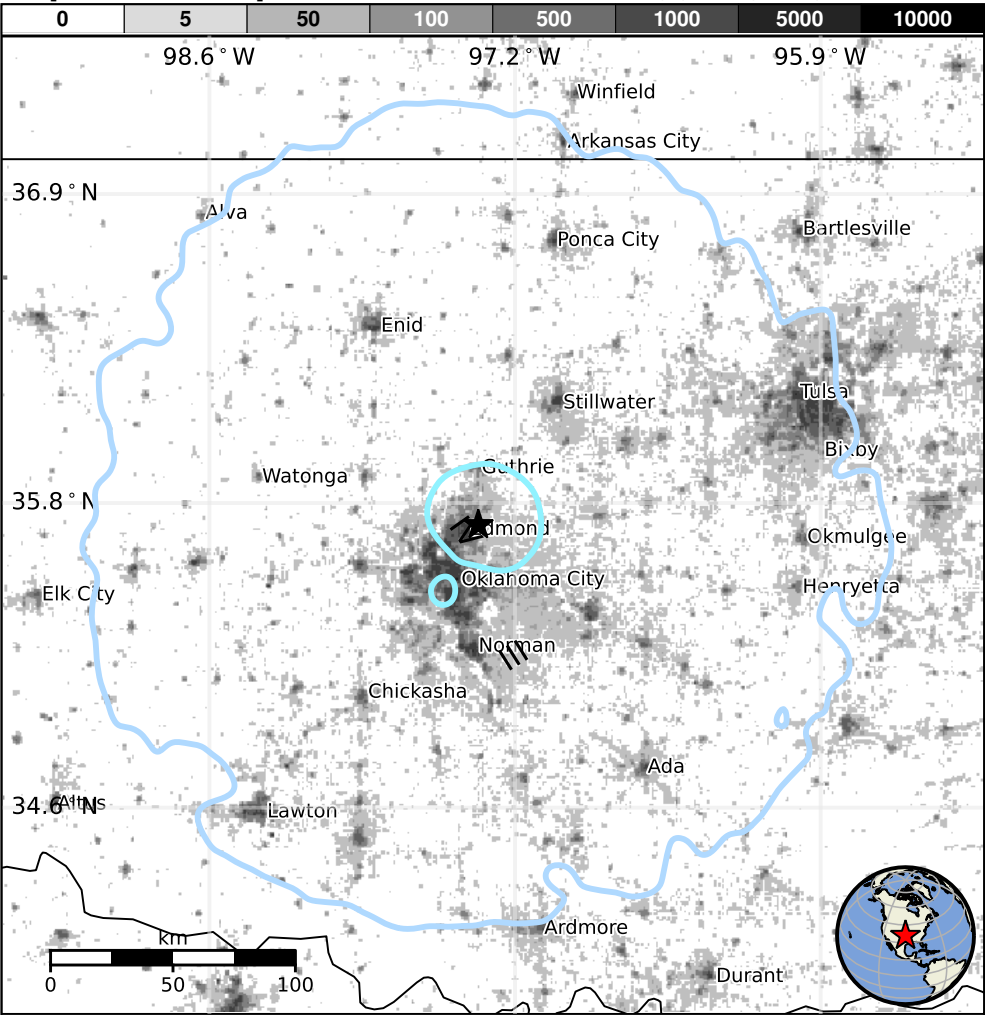 0 5 50 100 500 1000 5000 10000
98.6°W 97.2°W 95.9°W
Winfield
Arkansas City
36.9°N
Alva
Bartlesville
Ponca City
Enid
Tulsa
Stillwater
Bixby
Guthrie
Watonga
35.8°N
Edmond
Okmulgee
Oklahoma City
Henryetta
Elk City
Norman
Chickasha
Ada
34.6°N
Altus
Lawton
Ardmore
km
Durant
0 50 100